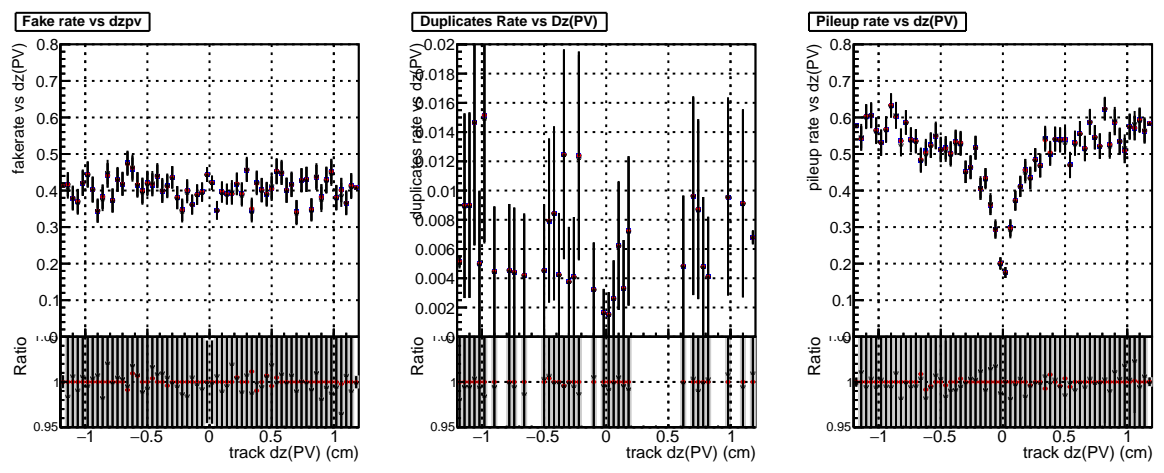 Fake rate vs dzpv
fakerate vs dz(PV)
0.8
0.7
0.6
0.5
0.4
0.3
0.2
0.1
0
Ratio
1
0.95
−1 −0.5 0 0.5 1
track dz(PV) (cm)
Duplicates Rate vs Dz(PV)
duplicates rate vs dz(PV)
0.02
0.018
0.016
0.014
0.012
0.01
0.008
0.006
0.004
0.002
0
Ratio
1
0.95
−1 −0.5 0 0.5 1
track dz(PV) (cm)
Pileup rate vs dz(PV)
pileup rate vs dz(PV)
0.8
0.7
0.6
0.5
0.4
0.3
0.2
0.1
0
Ratio
1
0.95
−1 −0.5 0 0.5 1
track dz(PV) (cm)